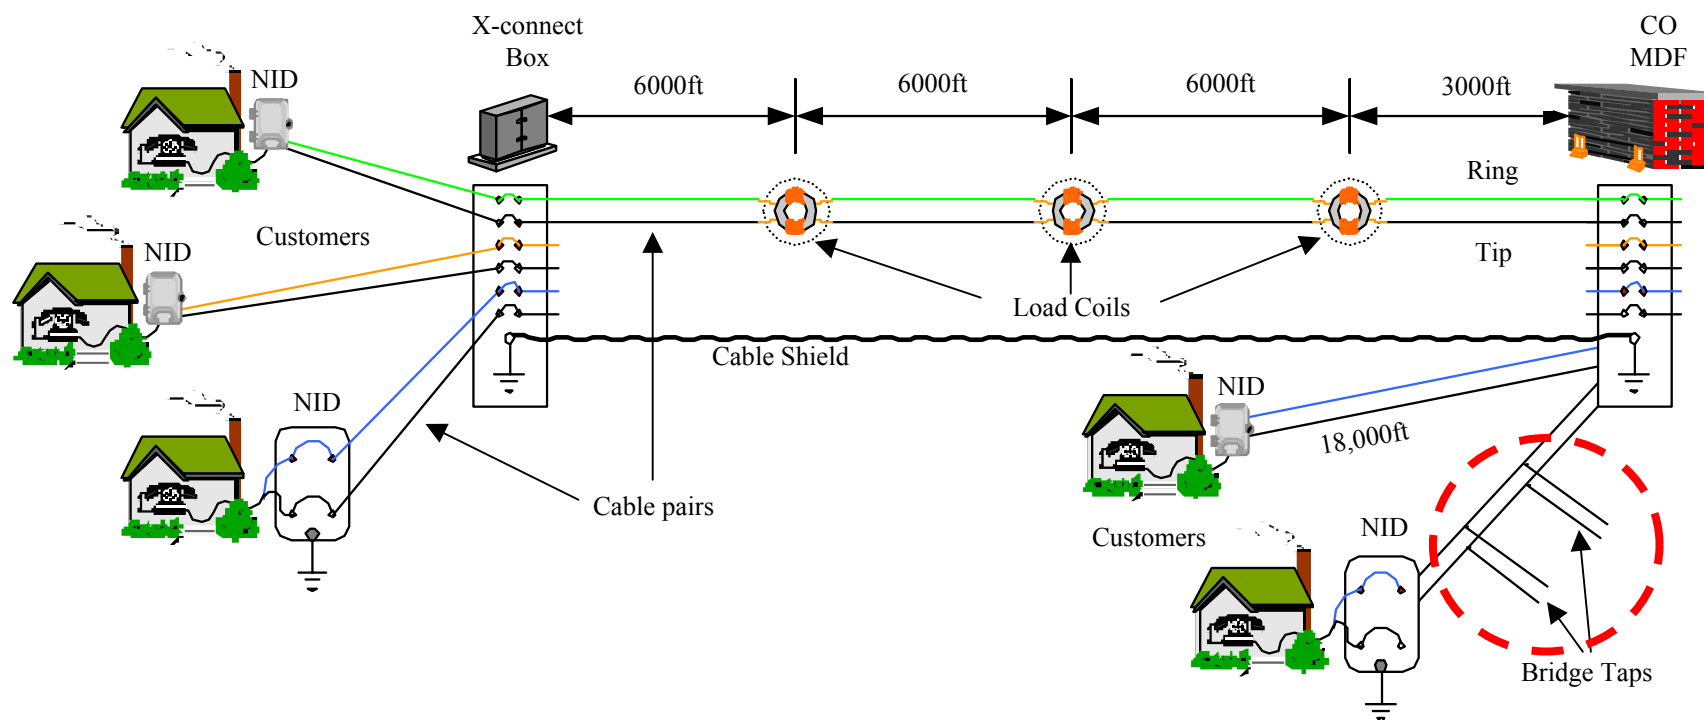 X-connect
Box
CO
MDF
6000ft
6000ft
6000ft
3000ft
NID
Ring
Customers
NID
Tip
Load Coils
Cable Shield
NID
NID
18,000ft
Cable pairs
Customers
NID
Bridge Taps